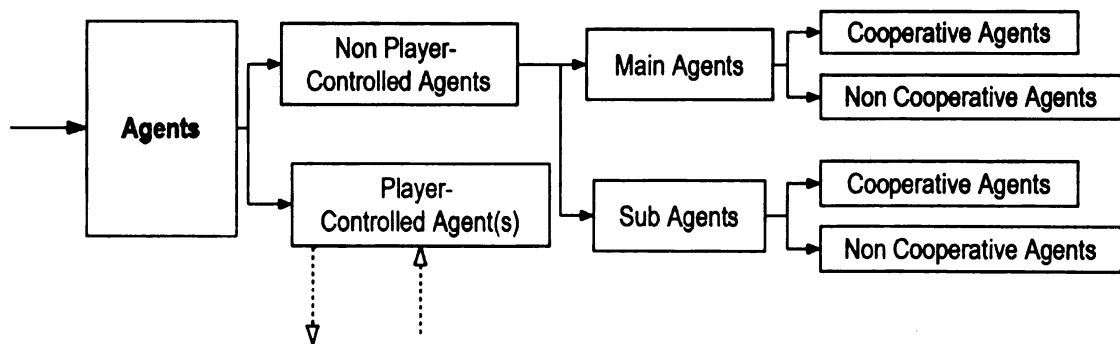 Agents
Non Player-
Controlled Agents
Player-
Controlled Agent(s)
Main Agents
Sub Agents
Cooperative Agents
Non Cooperative Agents
Cooperative Agents
Non Cooperative Agents